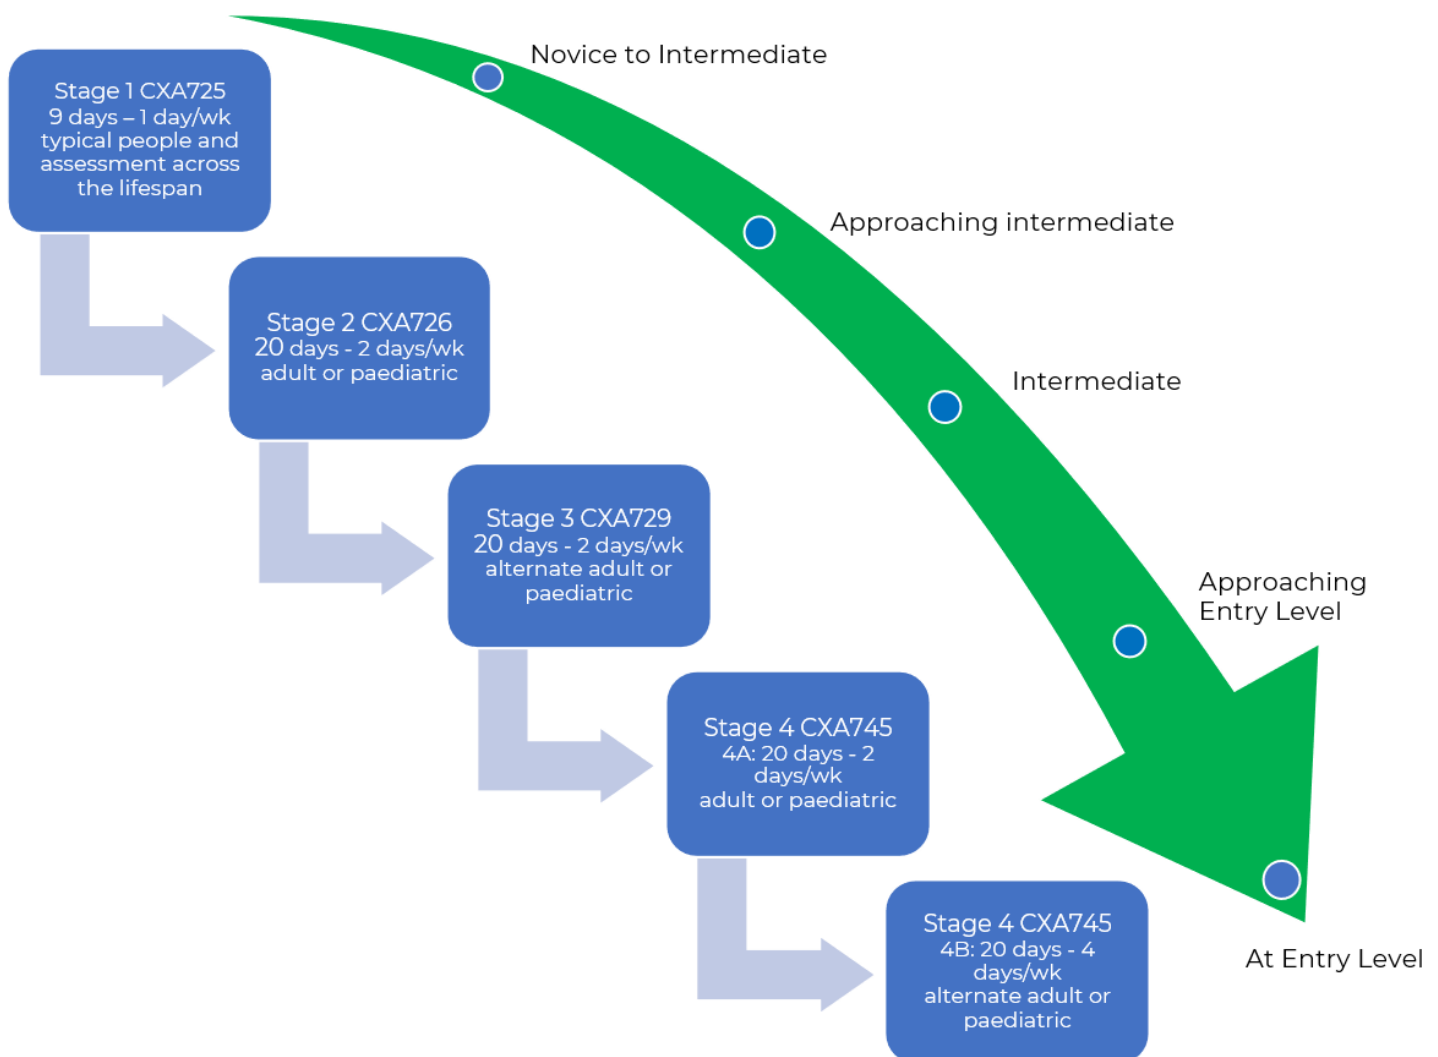 Novice to Intermediate
Stage 1 CXA725
9 days – 1 day/wk
typical people and
assessment across
the lifespan
Approaching intermediate
Stage 2 CXA726
20 days - 2 days/wk
adult or paediatric
Intermediate
Stage 3 CXA729
20 days - 2 days/wk
alternate adult or
paediatric
Approaching
Entry Level
Stage 4 CXA745
4A: 20 days - 2
days/wk
adult or paediatric
Stage 4 CXA745
4B: 20 days - 4
days/wk
alternate adult or
paediatric
At Entry Level